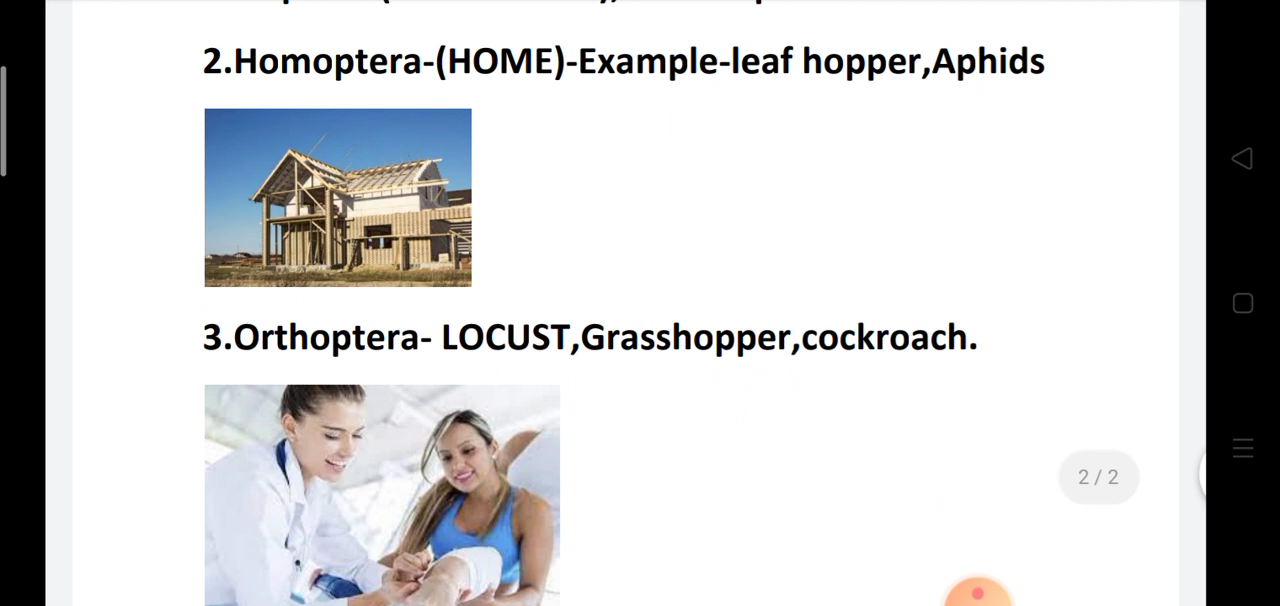 2.Homoptera-(HOME)-Example-leaf hopper,Aphids
3.Orthoptera- LOCUST,Grasshopper,cockroach.
2 / 2